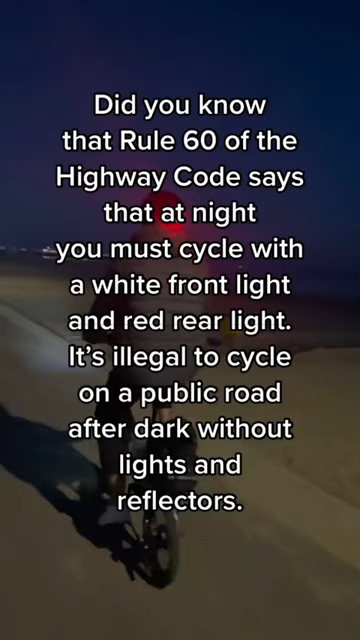 Did you know
that Rule 60 of the
Highway Code says
that at night
you must cycle with
a white front light
and red rear light.
It’s illegal to cycle
on a public road
after dark without
lights and
reflectors.